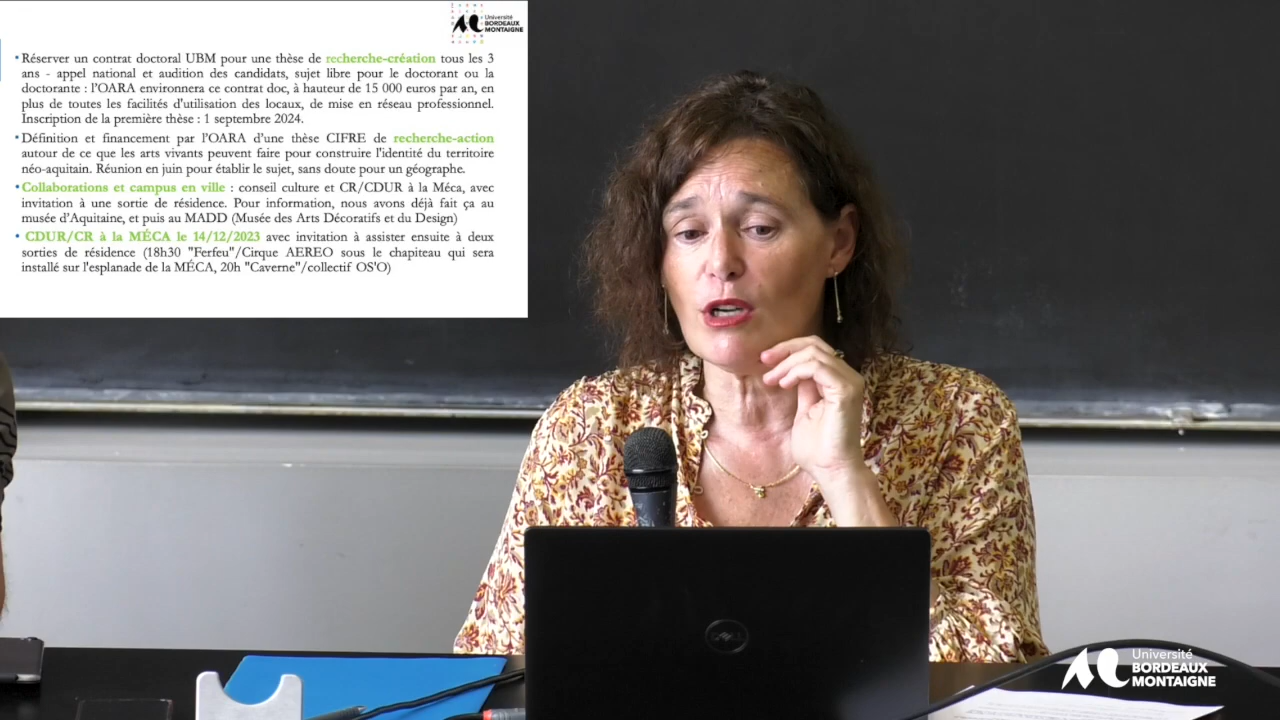 Université
BORDEAUX
MONTAIGNE
• Réserver un contrat doctoral UBM pour une thèse de recherche-création tous les 3
ans - appel national et audition des candidats, sujet libre pour le doctorant ou la
doctorante : l'OARA environnera ce contrat doc, à hauteur de 15 000 euros par an, en
plus de toutes les facilités d'utilisation des locaux, de mise en réseau professionnel.
Inscription de la première thèse : 1 septembre 2024.
• Définition et financement par l'OARA d'une thèse CIFRE de recherche-action
autour de ce que les arts vivants peuvent faire pour construire l'identité du territoire
néo-aquitain. Réunion en juin pour établir le sujet, sans doute pour un géographe.
• Collaborations et campus en ville : conseil culture et CR/CDUR à la Méca, avec
invitation à une sortie de résidence. Pour information, nous avons déjà fait ça au
musée d'Aquitaine, et puis au MADD (Musée des Arts Décoratifs et du Design)
• CDUR/CR à la MÉCA le 14/12/2023 avec invitation à assister ensuite à deux
sorties de résidence (18h30 "Ferfeu"/Cirque AEREO sous le chapiteau qui sera
installé sur l'esplanade de la MÉCA, 20h "Caverne"/collectif OS'O)
DELL
Université
BORDEAUX
MONTAIGNE